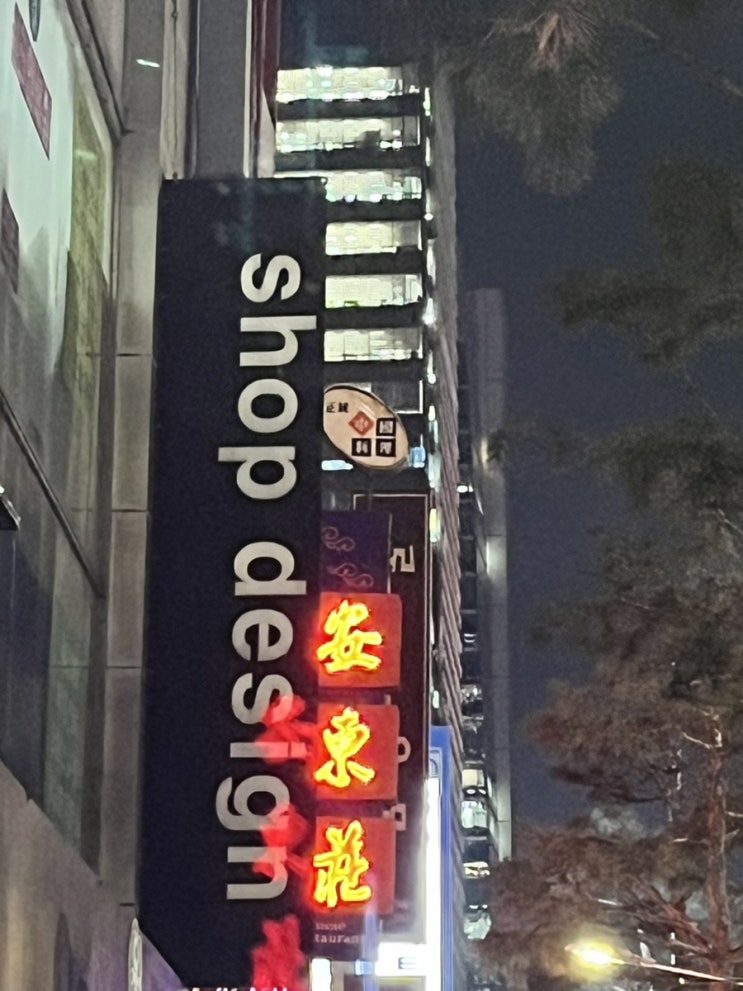 shop design
正統
中國
料理
安東莊